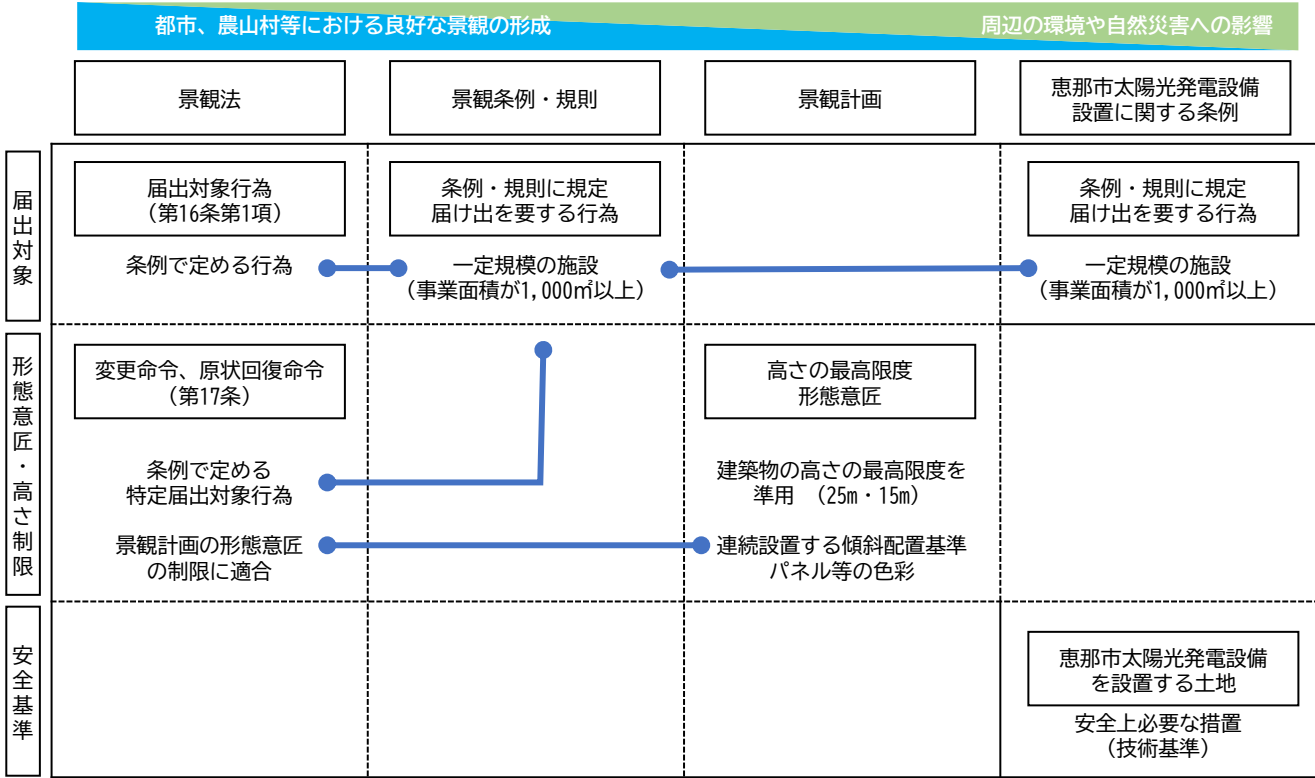 都市、農山村等における良好な景観の形成
周辺の環境や自然災害への影響
景観法
景観条例・規則
景観計画
恵那市太陽光発電設備
設置に関する条例
届出対象
届出対象行為
(第16条第1項)
条例で定める行為
条例・規則に規定
届け出を要する行為
一定規模の施設
(事業面積が1,000㎡以上)
条例・規則に規定
届け出を要する行為
一定規模の施設
(事業面積が1,000㎡以上)
形態意匠・高さ制限
変更命令、原状回復命令
(第17条)
条例で定める
特定届出対象行為
景観計画の形態意匠
の制限に適合
高さの最高限度
形態意匠
建築物の高さの最高限度を
準用 (25m・15m)
連続設置する傾斜配置基準
パネル等の色彩
安全基準
恵那市太陽光発電設備
を設置する土地
安全上必要な措置
(技術基準)